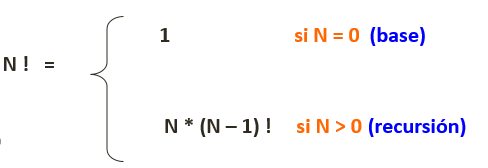 1 si N = 0 (base)
N ! =
N * (N – 1) ! si N > 0 (recursión)